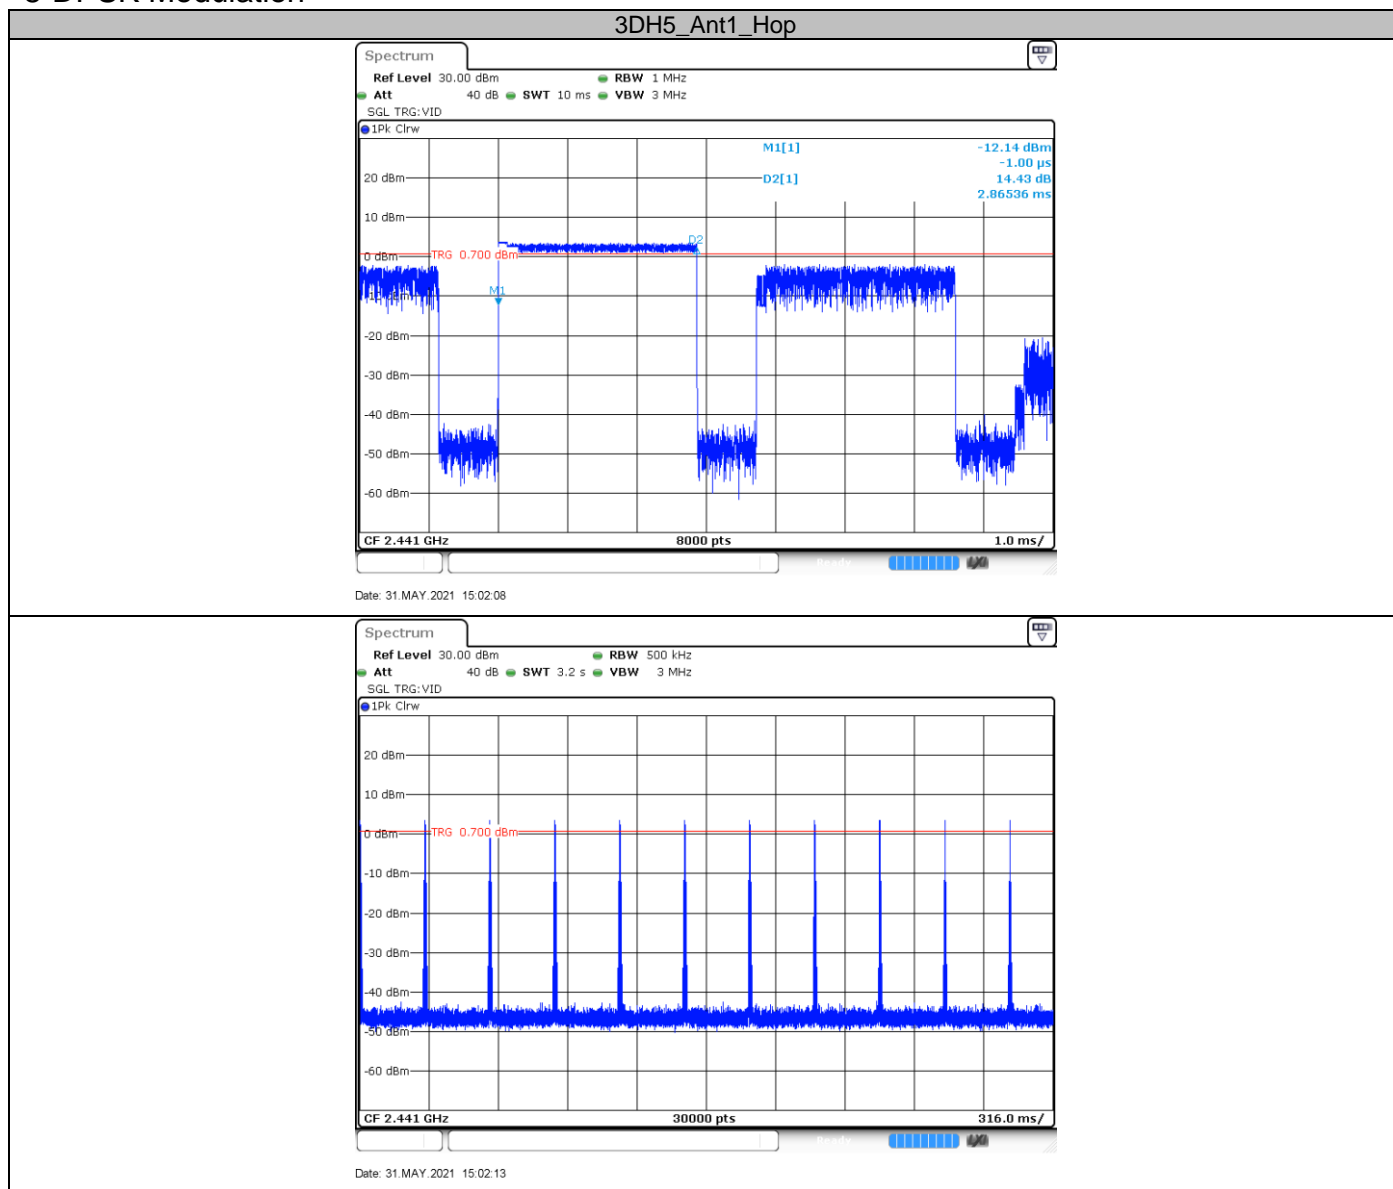 3DH5_Ant1_Hop
Spectrum
Ref Level 30.00 dBm RBW 1 MHz
Att 40 dB SWT 10 ms VBW 3 MHz
SGL TRG:VID
1Pk Clrw
M1[1] -12.14 dBm
-1.00 µs
20 dBm D2[1] 14.43 dB
2.86536 ms
10 dBm
D2
0 dBm TRG 0.700 dBm
M1
-10 dBm
-20 dBm
-30 dBm
-40 dBm
-50 dBm
-60 dBm
CF 2.441 GHz 8000 pts 1.0 ms/
Ready
Date: 31.MAY.2021 15:02:08
Spectrum
Ref Level 30.00 dBm RBW 500 kHz
Att 40 dB SWT 3.2 s VBW 3 MHz
SGL TRG:VID
1Pk Clrw
20 dBm
10 dBm
0 dBm TRG 0.700 dBm
-10 dBm
-20 dBm
-30 dBm
-40 dBm
-50 dBm
-60 dBm
CF 2.441 GHz 30000 pts 316.0 ms/
Ready
Date: 31.MAY.2021 15:02:13